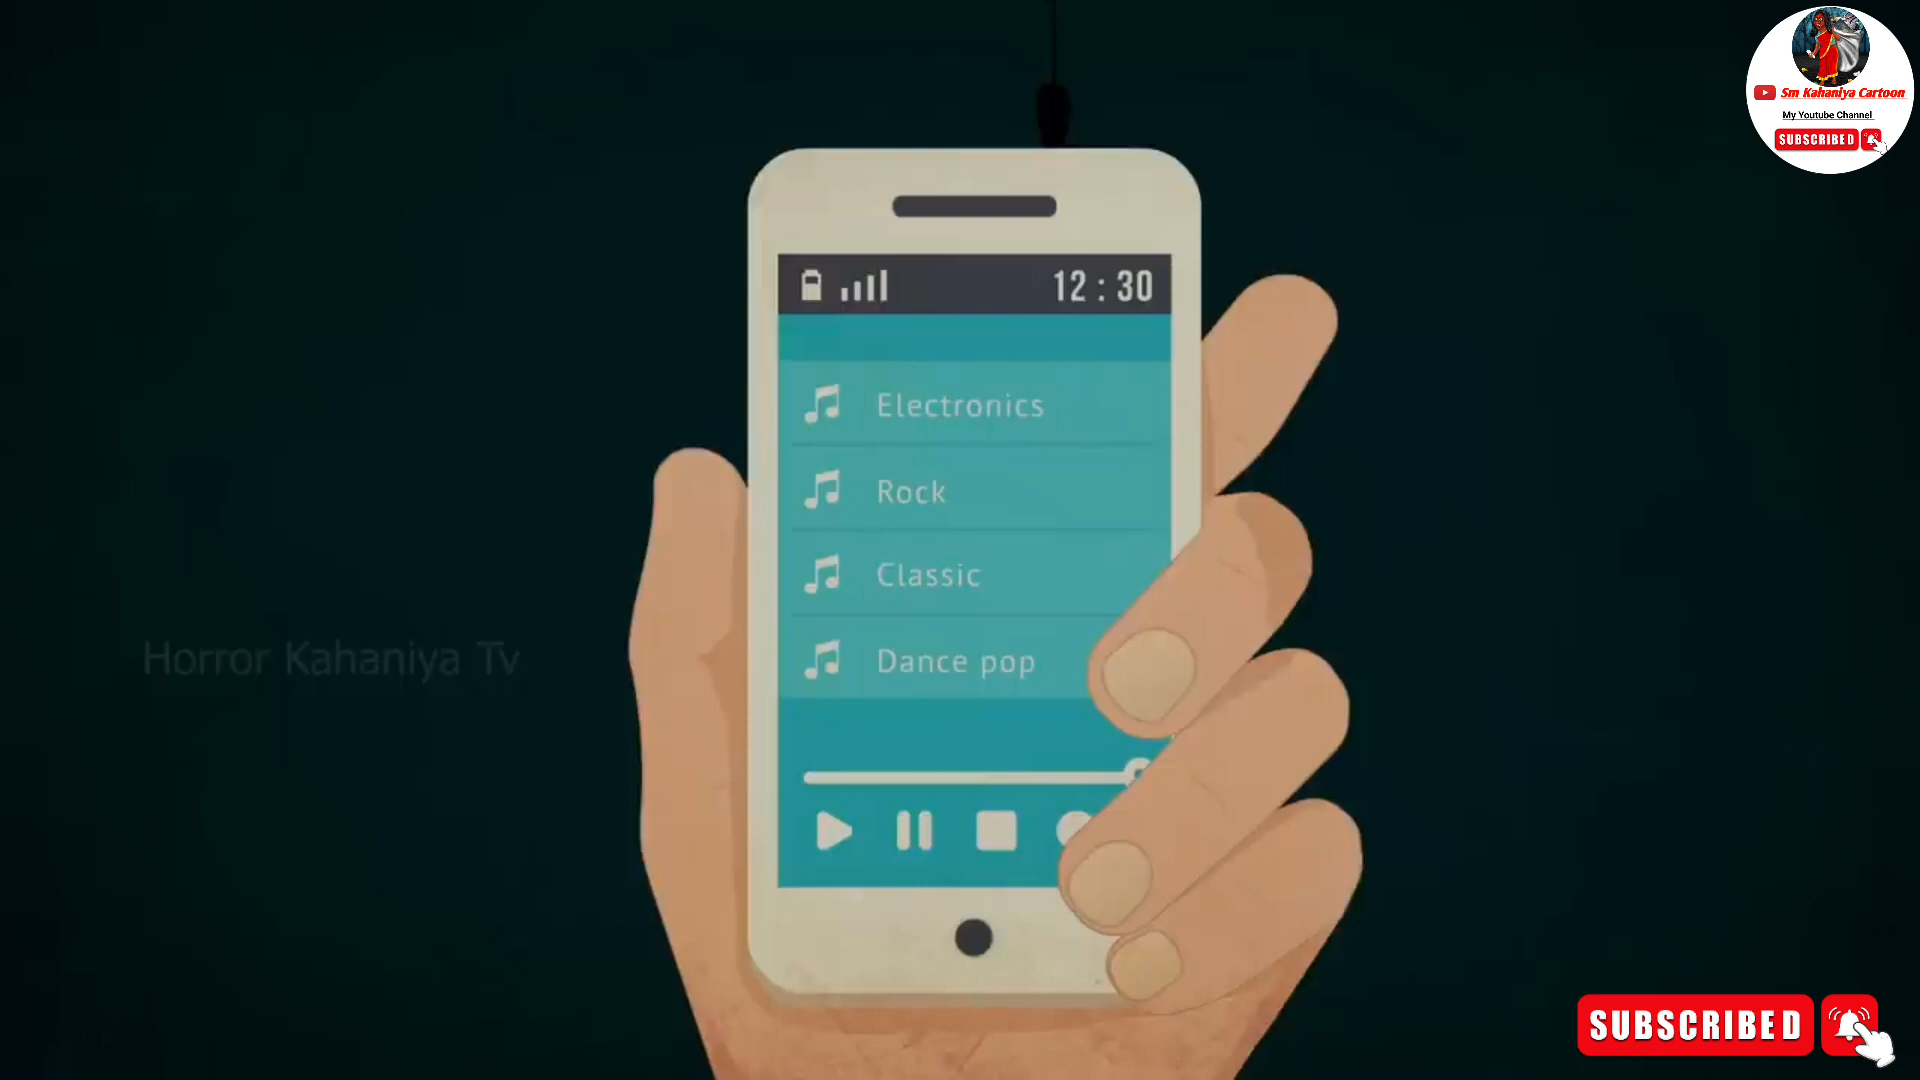 Sm Kahaniya Cartoon
My Youtube Channel
SUBSCRIBED
12 : 30
Electronics
Rock
Classic
Dance pop
Horror Kahaniya Tv
SUBSCRIBED